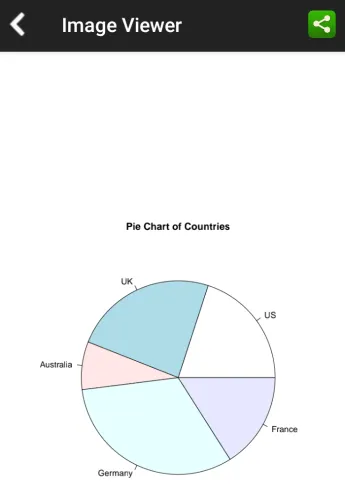 Image Viewer
Pie Chart of Countries
UK
US
Australia
France
Germany